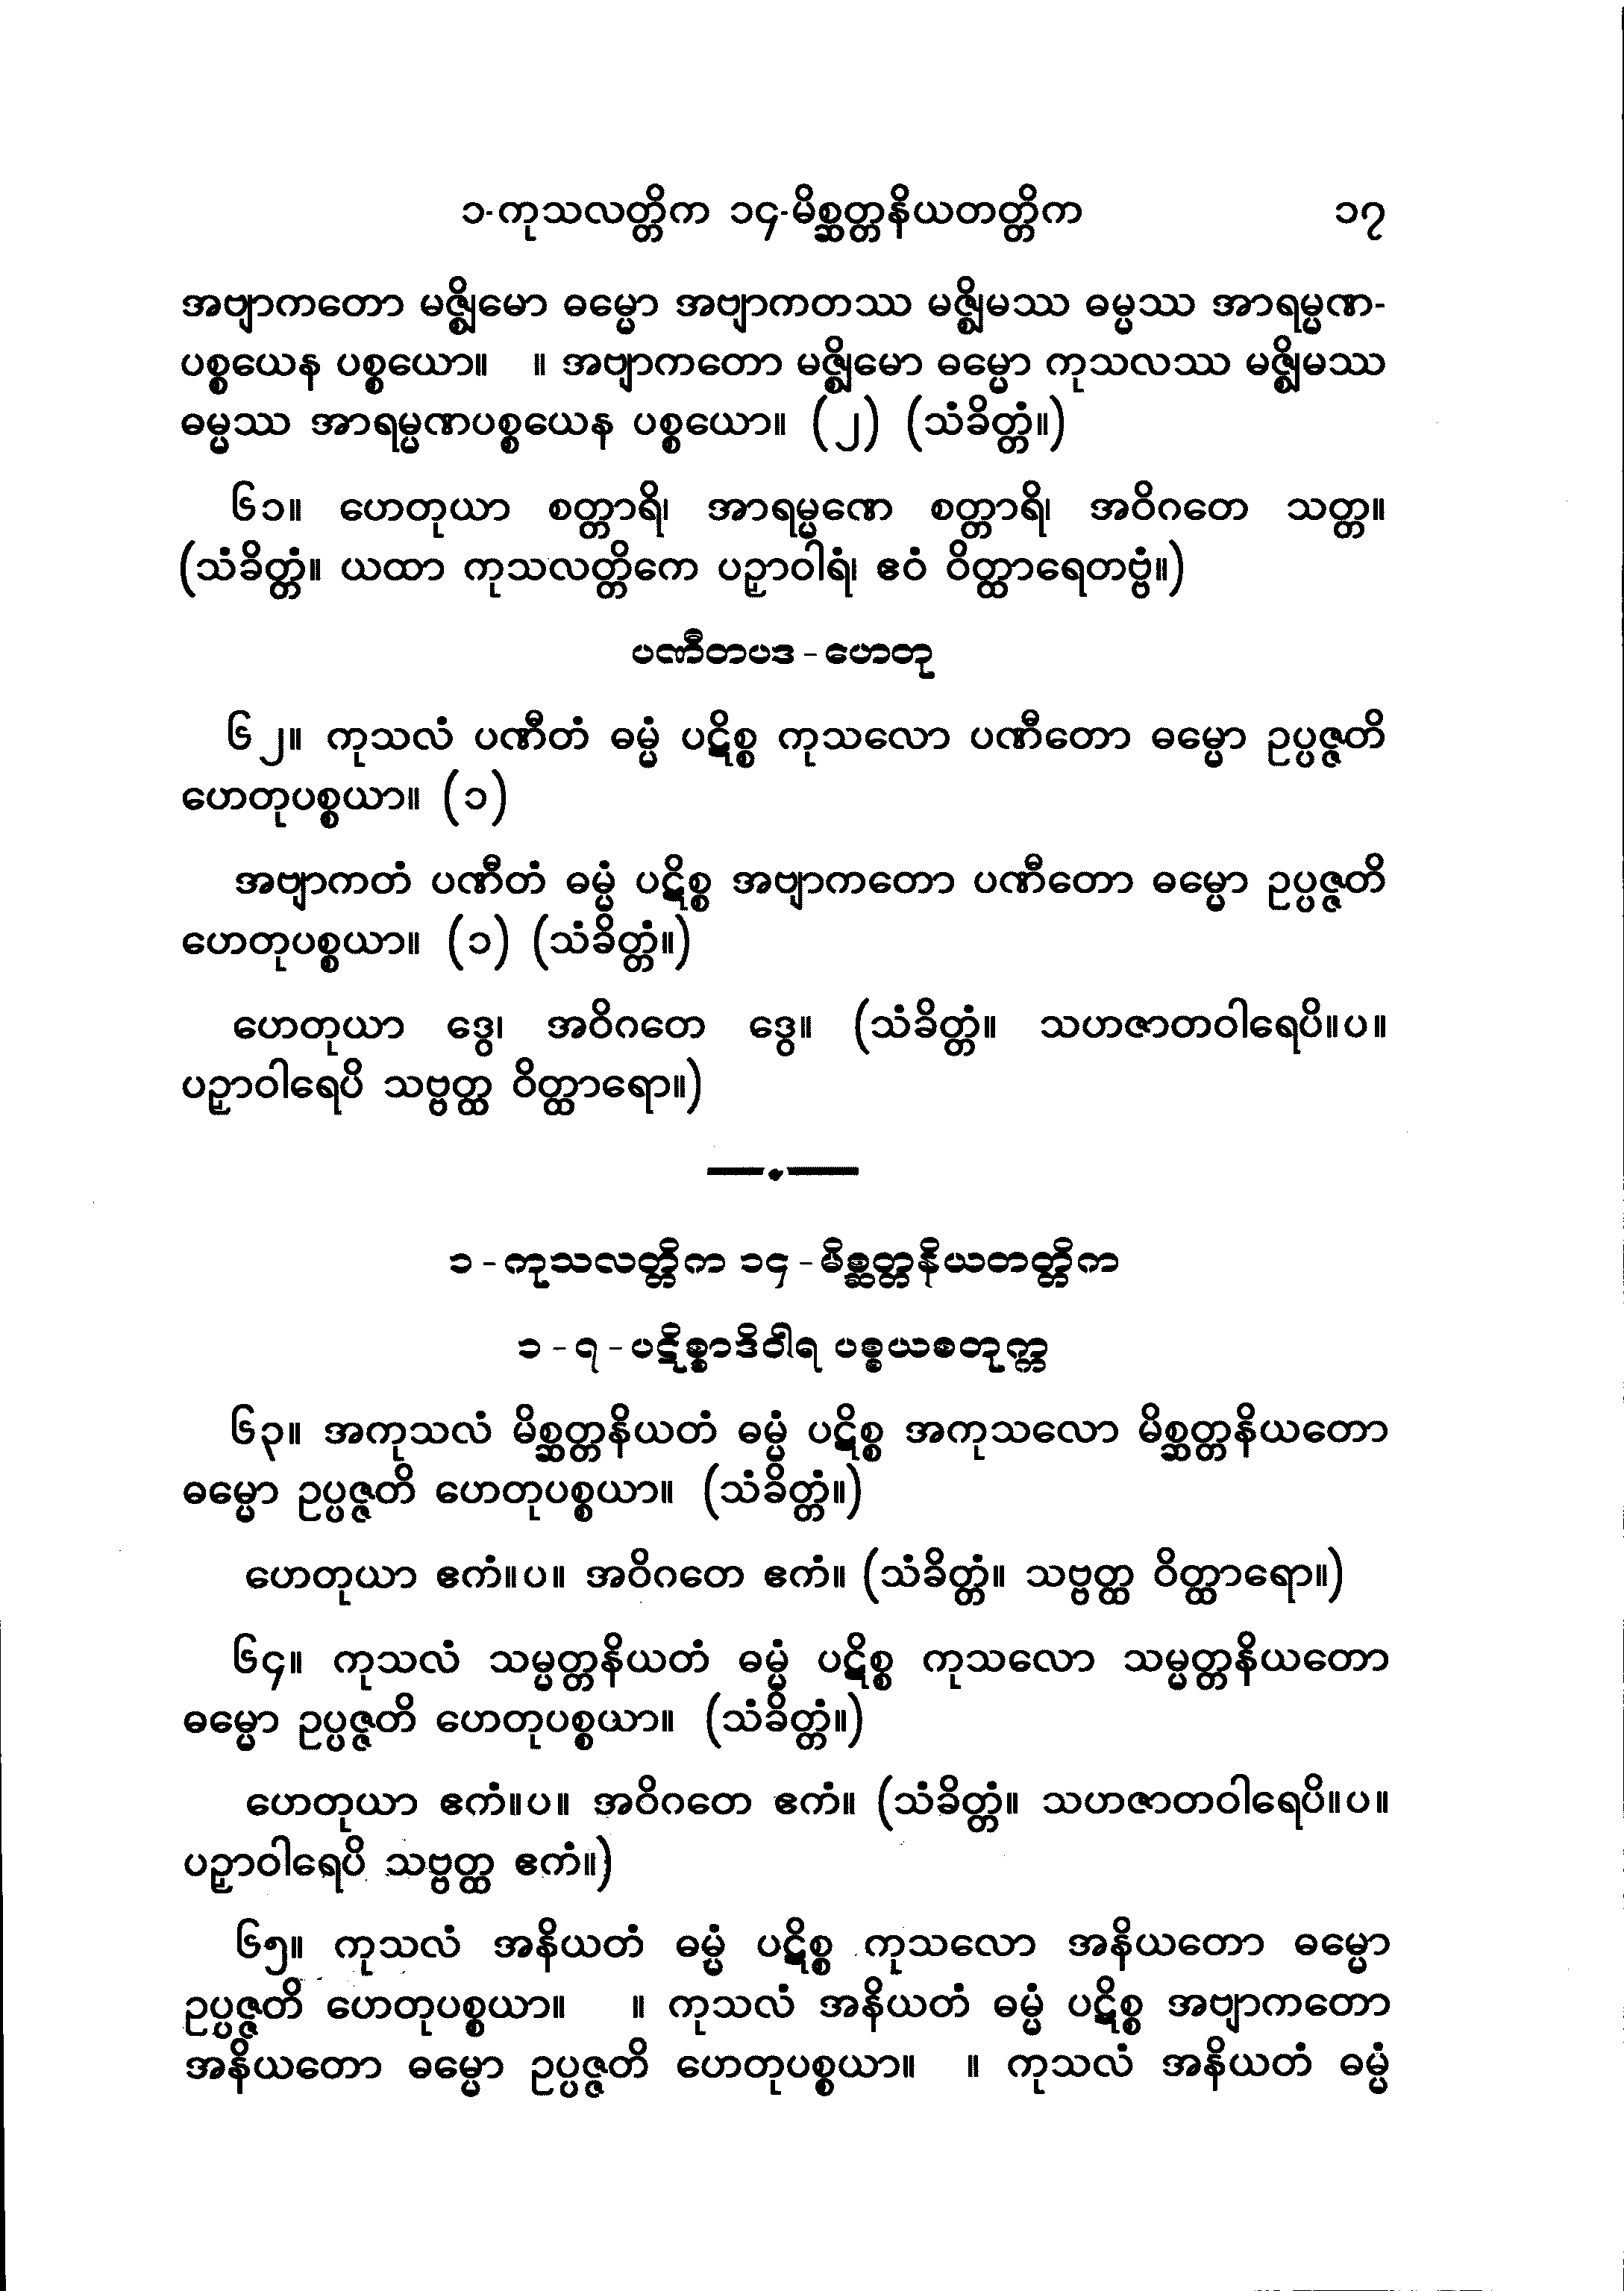 ၁-ကုသလတ္တိက ၁၄-မိစ္ဆတ္တနိယတတ္တိက ၁၇
အဗျာကတော မဇ္ဈိမော ဓမ္မော အဗျာကတဿ မဇ္ဈိမဿ ဓမ္မဿ အာရမ္မဏ-
ပစ္စယေန ပစ္စယော။ ။ အဗျာကတော မဇ္ဈိမော ဓမ္မော ကုသလဿ မဇ္ဈိမဿ
ဓမ္မဿ အာရမ္မဏပစ္စယေန ပစ္စယော။ (၂) (သံခိတ္တံ။)
၆၁။ ဟေတုယာ စတ္တာရိ၊ အာရမ္မဏေ စတ္တာရိ၊ အဝိဂတေ သတ္တ။
(သံခိတ္တံ။ ယထာ ကုသလတ္တိကေ ပဉှာဝါရံ၊ ဧဝံ ဝိတ္ထာရေတဗ္ဗံ။)
ပဏီတပဒ - ဟေတု
၆၂။ ကုသလံ ပဏီတံ ဓမ္မံ ပဋိစ္စ ကုသလော ပဏီတော ဓမ္မော ဥပ္ပဇ္ဇတိ
ဟေတုပစ္စယာ။ (၁)
အဗျာကတံ ပဏီတံ ဓမ္မံ ပဋိစ္စ အဗျာကတော ပဏီတော ဓမ္မော ဥပ္ပဇ္ဇတိ
ဟေတုပစ္စယာ။ (၁) (သံခိတ္တံ။)
ဟေတုယာ ဒွေ၊ အဝိဂတေ ဒွေ။ (သံခိတ္တံ။ သဟဇာတဝါရေပိ။ပ။
ပဉှာဝါရေပိ သဗ္ဗတ္ထ ဝိတ္ထာရော။)
၁ - ကုသလတ္တိက ၁၄ - မိစ္ဆတ္တနိယတတ္တိက
၁ - ၇ - ပဋိစ္စာဒိဝါရ ပစ္စယစတုက္က
၆၃။ အကုသလံ မိစ္ဆတ္တနိယတံ ဓမ္မံ ပဋိစ္စ အကုသလော မိစ္ဆတ္တနိယတော
ဓမ္မော ဥပ္ပဇ္ဇတိ ဟေတုပစ္စယာ။ (သံခိတ္တံ။)
ဟေတုယာ ဧကံ။ပ။ အဝိဂတေ ဧကံ။ (သံခိတ္တံ။ သဗ္ဗတ္ထ ဝိတ္ထာရော။)
၆၄။ ကုသလံ သမ္မတ္တနိယတံ ဓမ္မံ ပဋိစ္စ ကုသလော သမ္မတ္တနိယတော
ဓမ္မော ဥပ္ပဇ္ဇတိ ဟေတုပစ္စယာ။ (သံခိတ္တံ။)
ဟေတုယာ ဧကံ။ပ။ အဝိဂတေ ဧကံ။ (သံခိတ္တံ။ သဟဇာတဝါရေပိ။ပ။
ပဉှာဝါရေပိ သဗ္ဗတ္ထ ဧကံ။)
၆၅။ ကုသလံ အနိယတံ ဓမ္မံ ပဋိစ္စ ကုသလော အနိယတော ဓမ္မော
ဥပ္ပဇ္ဇတိ ဟေတုပစ္စယာ။ ။ ကုသလံ အနိယတံ ဓမ္မံ ပဋိစ္စ အဗျာကတော
အနိယတော ဓမ္မော ဥပ္ပဇ္ဇတိ ဟေတုပစ္စယာ။ ။ ကုသလံ အနိယတံ ဓမ္မံ